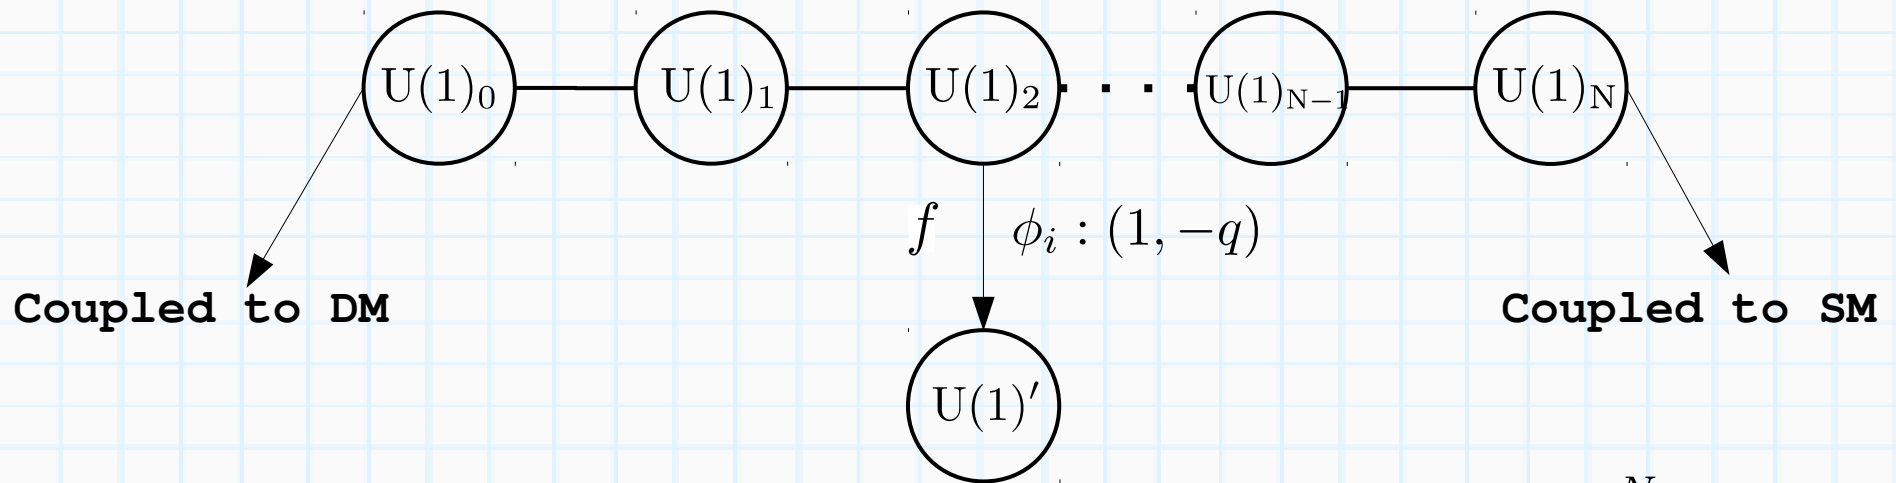 U(1)₀ U(1)₁ U(1)₂ . . . U(1)N−1 U(1)N
f ϕᵢ : (1, −q)
Coupled to DM Coupled to SM
U(1)′
N